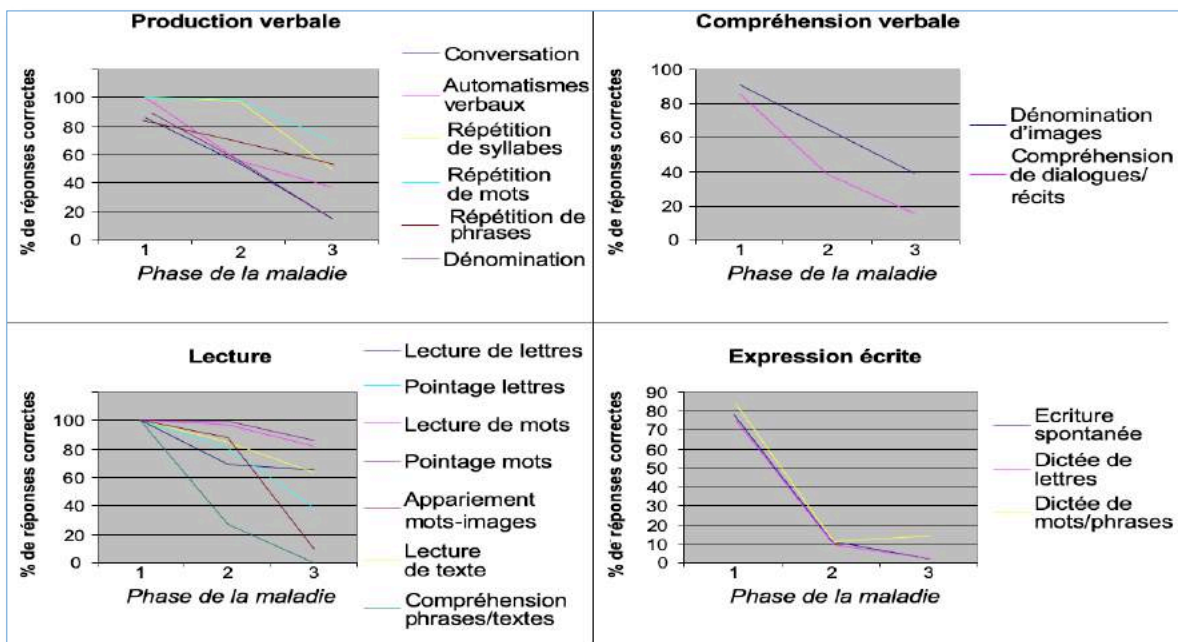 Production verbale
% de réponses correctes
100
80
60
40
20
0
1 2 3
Phase de la maladie
Conversation
Automatismes
verbaux
Répétition
de syllabes
Répétition
de mots
Répétition de
phrases
Dénomination
Compréhension verbale
% de réponses correctes
100
80
60
40
20
0
1 2 3
Phase de la maladie
Dénomination
d'images
Compréhension
de dialogues/
récits
Lecture
% de réponses correctes
100
80
60
40
20
0
1 2 3
Phase de la maladie
Lecture de lettres
Pointage lettres
Lecture de mots
Pointage mots
Appariement
mots-images
Lecture
de texte
Compréhension
phrases/textes
Expression écrite
% de réponses correctes
90
80
70
60
50
40
30
20
10
0
1 2 3
Phase de la maladie
Ecriture
spontanée
Dictée de
lettres
Dictée de
mots/phrases